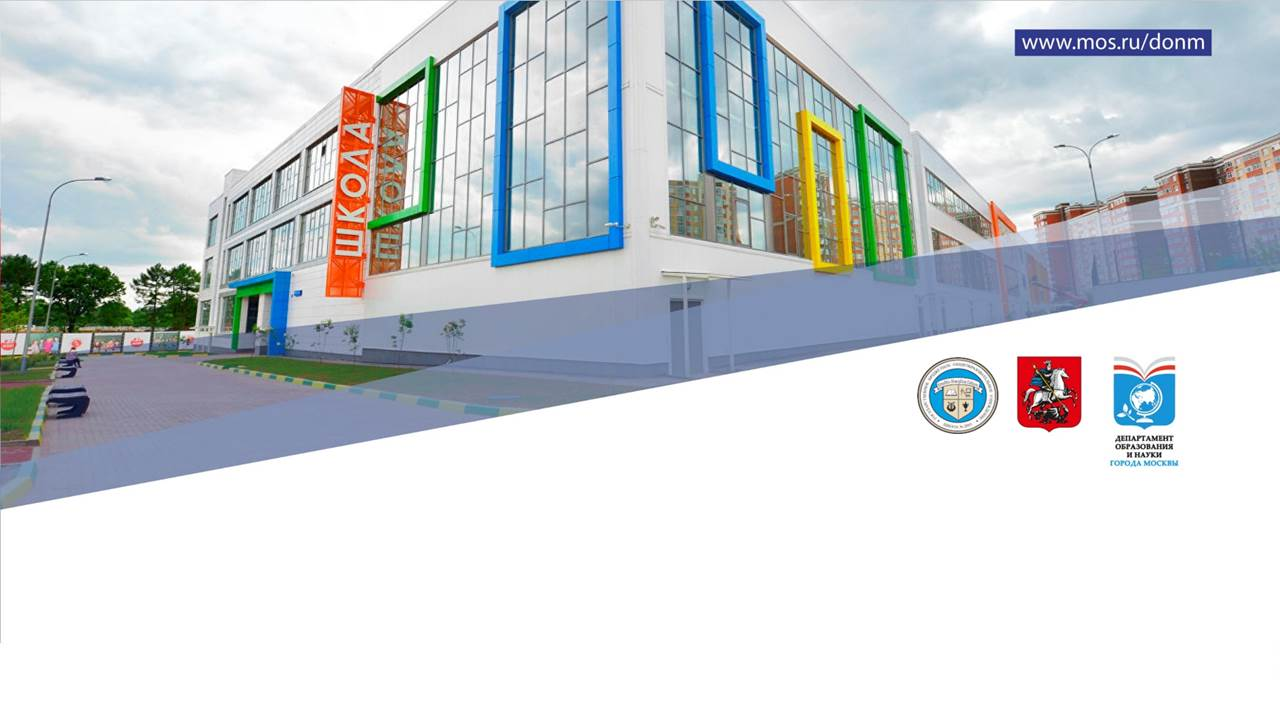 www.mos.ru/donm
ШКОЛА
ДЕПАРТАМЕНТ
ОБРАЗОВАНИЯ
И НАУКИ
ГОРОДА МОСКВЫ